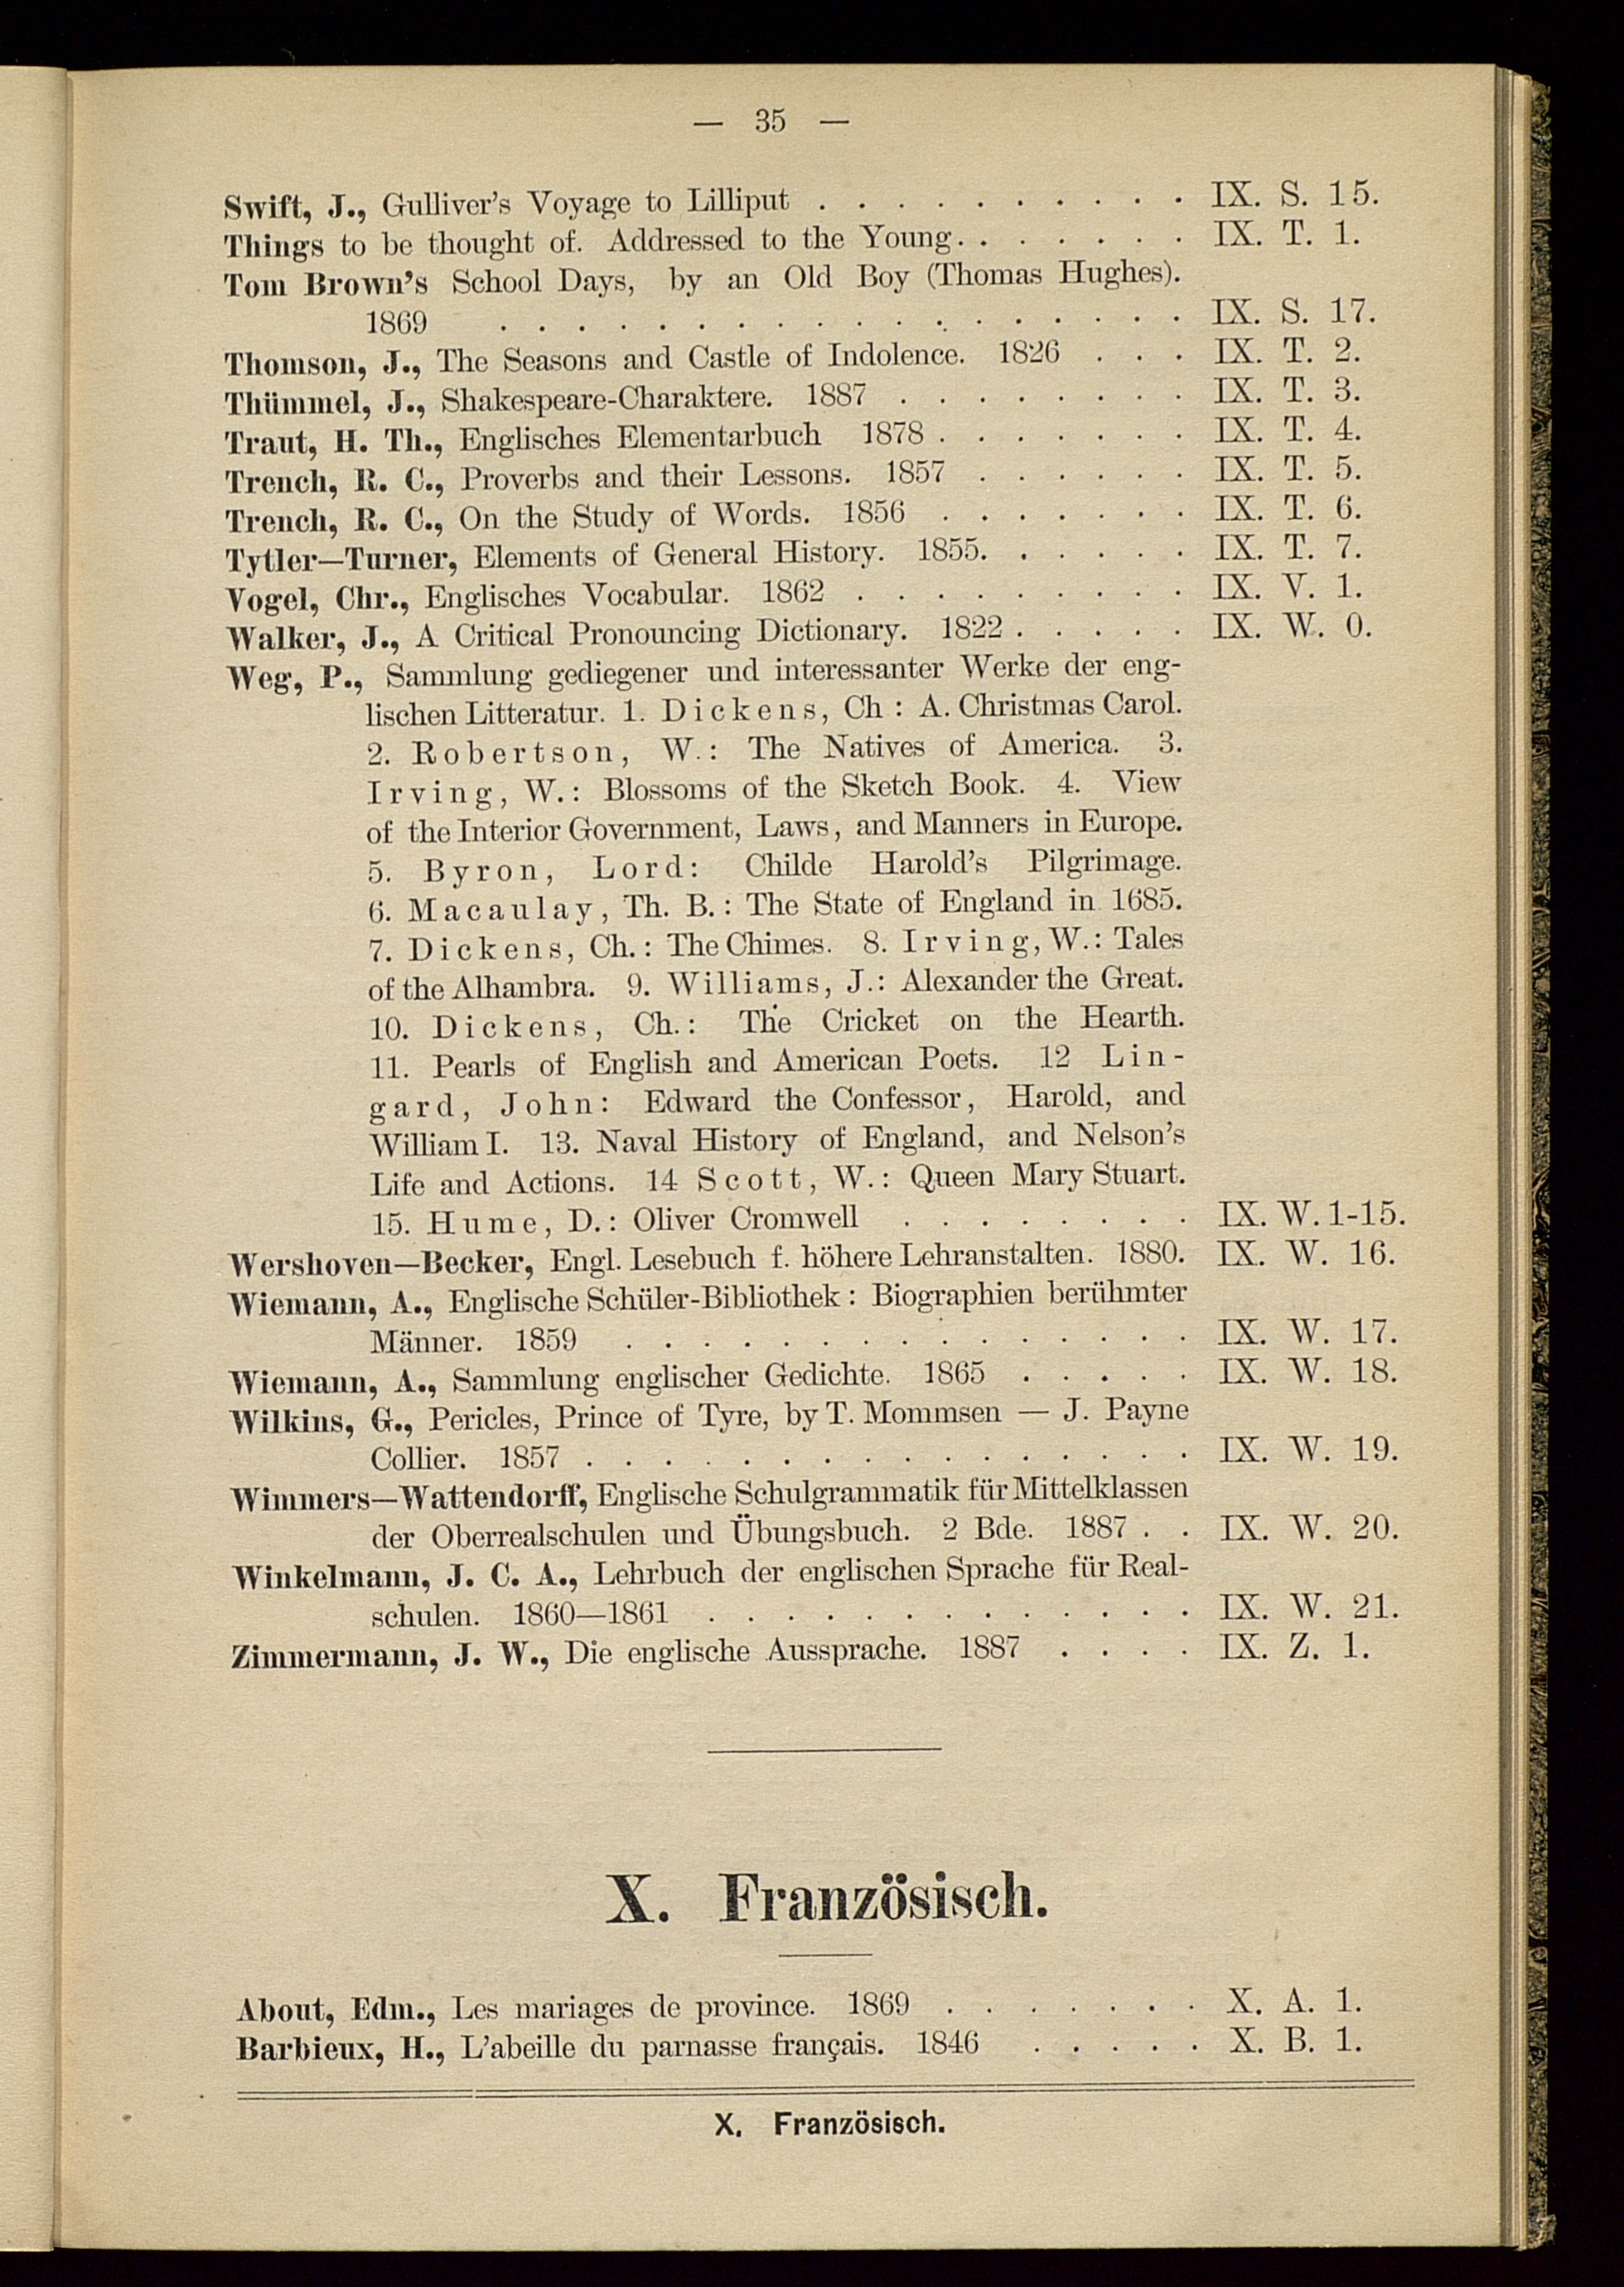 — 35 —
Swift, J., Gulliver's Voyage to Lilliput . . . . . . . . . . IX. S. 15.
Things to be thought of. Addressed to the Young. . . . . . . IX. T. 1.
Tom Brown's School Days, by an Old Boy (Thomas Hughes).
1869 . . . . . . . . . . . . . . . . . . IX. S. 17.
Thomson, J., The Seasons and Castle of Indolence. 1826 . . . IX. T. 2.
Thümmel, J., Shakespeare-Charaktere. 1887 . . . . . . . . IX. T. 3.
Traut, H. Th., Englisches Elementarbuch 1878 . . . . . . . IX. T. 4.
Trench, R. C., Proverbs and their Lessons. 1857 . . . . . . IX. T. 5.
Trench, R. C., On the Study of Words. 1856 . . . . . . . IX. T. 6.
Tytler—Turner, Elements of General History. 1855. . . . . . IX. T. 7.
Vogel, Chr., Englisches Vocabular. 1862 . . . . . . . . . IX. V. 1.
Walker, J., A Critical Pronouncing Dictionary. 1822 . . . . . IX. W. 0.
Weg, P., Sammlung gediegener und interessanter Werke der eng-
lischen Litteratur. 1. Dickens, Ch : A. Christmas Carol.
2. Robertson, W.: The Natives of America. 3.
Irving, W.: Blossoms of the Sketch Book. 4. View
of the Interior Government, Laws, and Manners in Europe.
5. Byron, Lord: Childe Harold's Pilgrimage.
6. Macaulay, Th. B.: The State of England in 1685.
7. Dickens, Ch.: The Chimes. 8. Irving, W.: Tales
of the Alhambra. 9. Williams, J.: Alexander the Great.
10. Dickens, Ch.: The Cricket on the Hearth.
11. Pearls of English and American Poets. 12 Lin-
gard, John: Edward the Confessor, Harold, and
William I. 13. Naval History of England, and Nelson's
Life and Actions. 14 Scott, W.: Queen Mary Stuart.
15. Hume, D.: Oliver Cromwell . . . . . . . . IX. W. 1-15.
Wershoven—Becker, Engl. Lesebuch f. höhere Lehranstalten. 1880. IX. W. 16.
Wiemann, A., Englische Schüler-Bibliothek: Biographien berühmter
Männer. 1859 . . . . . . . . . . . . . . . IX. W. 17.
Wiemann, A., Sammlung englischer Gedichte. 1865 . . . . . IX. W. 18.
Wilkins, G., Pericles, Prince of Tyre, by T. Mommsen — J. Payne
Collier. 1857 . . . . . . . . . . . . . . . . IX. W. 19.
Wimmers—Wattendorff, Englische Schulgrammatik für Mittelklassen
der Oberrealschulen und Übungsbuch. 2 Bde. 1887 . . IX. W. 20.
Winkelmann, J. C. A., Lehrbuch der englischen Sprache für Real-
schulen. 1860—1861 . . . . . . . . . . . . . IX. W. 21.
Zimmermann, J. W., Die englische Aussprache. 1887 . . . . IX. Z. 1.
X. Französisch.
About, Edm., Les mariages de province. 1869 . . . . . . . X. A. 1.
Barbieux, H., L'abeille du parnasse français. 1846 . . . . . X. B. 1.
X. Französisch.